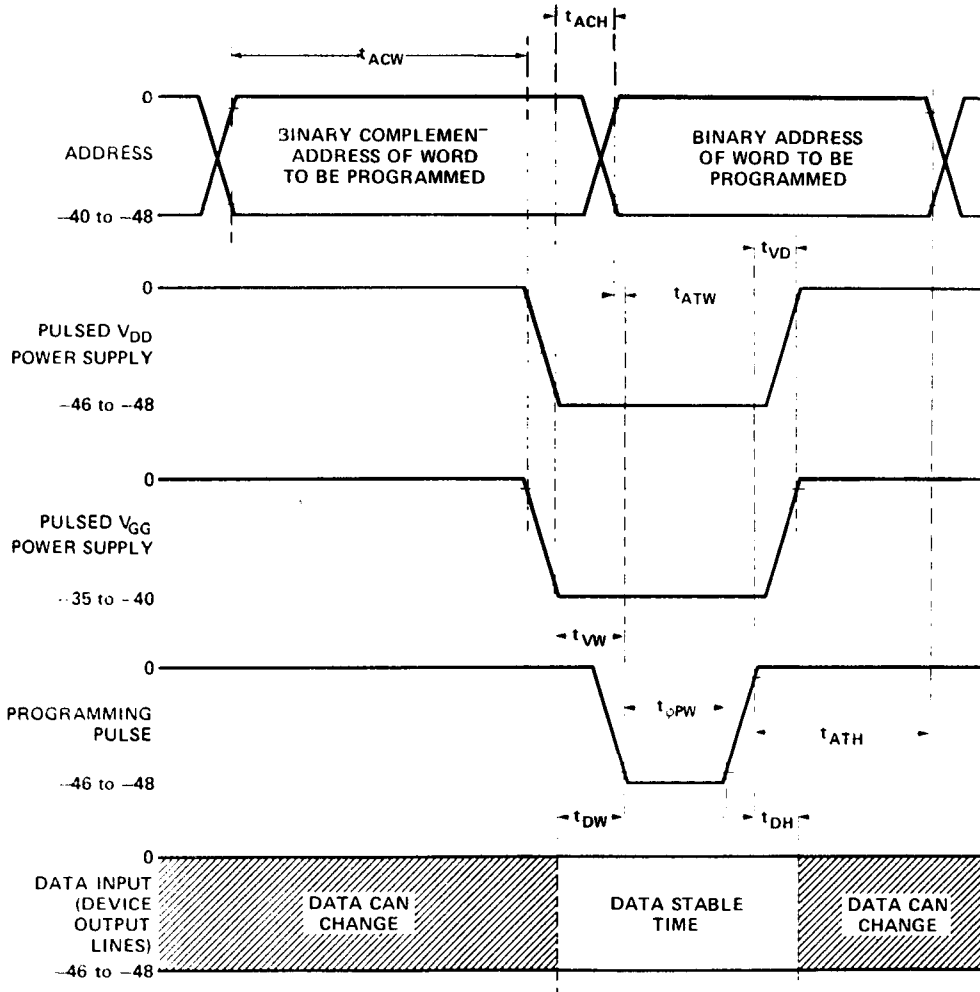 tACH
tACW
0
BINARY COMPLEMENT
ADDRESS OF WORD
TO BE PROGRAMMED
BINARY ADDRESS
OF WORD TO BE
PROGRAMMED
ADDRESS
-40 to -48
tVD
0
tATW
PULSED VDD
POWER SUPPLY
-46 to -48
0
PULSED VGG
POWER SUPPLY
-35 to -40
tVW
0
PROGRAMMING
PULSE
tφPW
tATH
-46 to -48
tDW
tDH
0
DATA INPUT
(DEVICE
OUTPUT
LINES)
DATA CAN
CHANGE
DATA STABLE
TIME
DATA CAN
CHANGE
-46 to -48